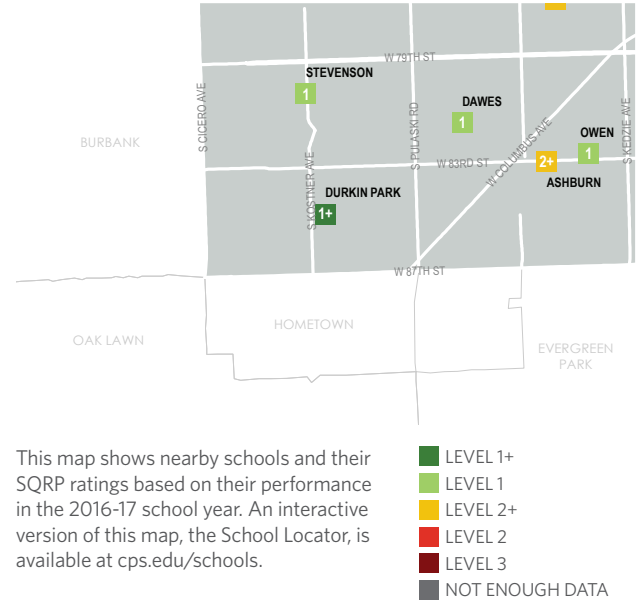 W 79TH ST
STEVENSON
1
S CICERO AVE
DAWES
1
S PULASKI RD
BURBANK
W COLUMBUS AVE
OWEN
1
S KEDZIE AVE
W 83RD ST
2+
ASHBURN
DURKIN PARK
1+
S KOSTNER AVE
W 87TH ST
HOMETOWN
OAK LAWN
EVERGREEN
PARK
This map shows nearby schools and their
SQRP ratings based on their performance
in the 2016-17 school year. An interactive
version of this map, the School Locator, is
available at cps.edu/schools.
LEVEL 1+
LEVEL 1
LEVEL 2+
LEVEL 2
LEVEL 3
NOT ENOUGH DATA